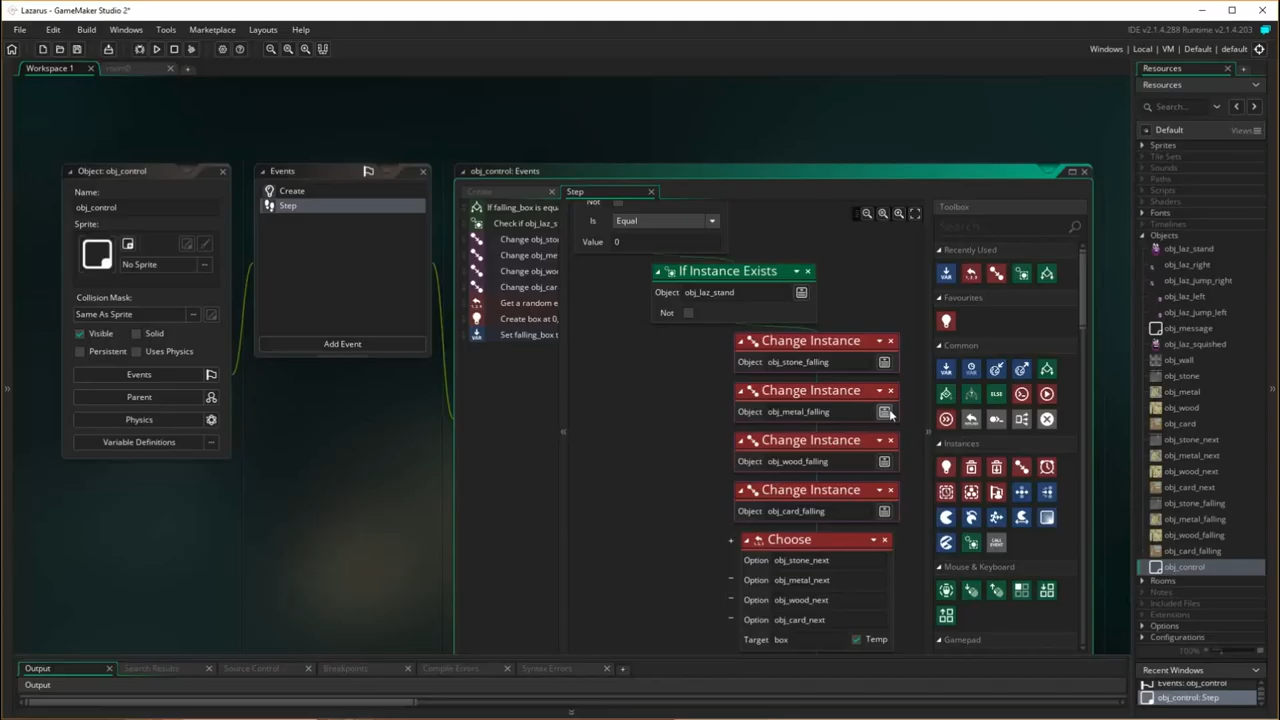 Lazarus - GameMaker Studio 2*
File Edit Build Windows Tools Marketplace Layouts Help
IDE v2.1.4.288 Runtime v2.1.4.203
Windows | Local | VM | Default | default
Workspace 1
room0
Resources
Resources
Search...
Default
Views
Sprites
Tile Sets
Sounds
Paths
Scripts
Shaders
Fonts
Timelines
Objects
obj_laz_stand
obj_laz_right
obj_laz_jump_right
obj_laz_left
obj_laz_jump_left
obj_message
obj_laz_squished
obj_wall
obj_stone
obj_metal
obj_wood
obj_card
obj_stone_next
obj_metal_next
obj_wood_next
obj_card_next
obj_stone_falling
obj_metal_falling
obj_wood_falling
obj_card_falling
obj_control
Rooms
Notes
Included Files
Extensions
Options
Configurations
100%
Recent Windows
Events: obj_control
obj_control: Step
Object: obj_control
Name:
obj_control
Sprite:
No Sprite
Collision Mask:
Same As Sprite
Visible
Solid
Persistent
Uses Physics
Events
Parent
Physics
Variable Definitions
Events
Create
Step
Add Event
obj_control: Events
Create
Step
If falling_box is equa
Check if obj_laz_s
Change obj_sto
Change obj_me
Change obj_wo
Change obj_car
Get a random e
Create box at 0,
Set falling_box t
Not
Is Equal
Value 0
If Instance Exists
Object obj_laz_stand
Not
Change Instance
Object obj_stone_falling
Change Instance
Object obj_metal_falling
Change Instance
Object obj_wood_falling
Change Instance
Object obj_card_falling
Choose
Option obj_stone_next
Option obj_metal_next
Option obj_wood_next
Option obj_card_next
Target box Temp
Toolbox
Search
Recently Used
Favourites
Common
Instances
Mouse & Keyboard
Gamepad
Output
Search Results
Source Control
Breakpoints
Compile Errors
Syntax Errors
Output